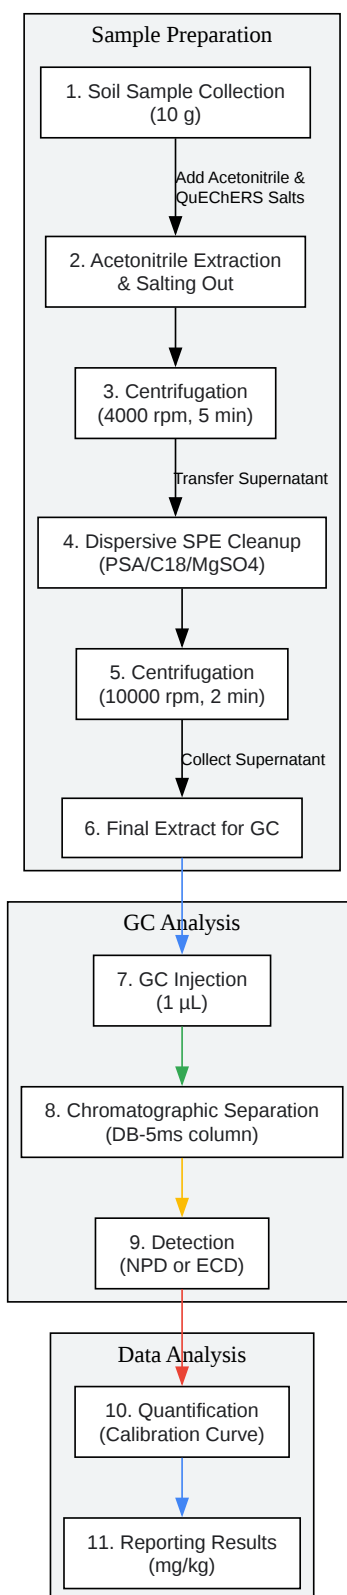 Sample Preparation
1. Soil Sample Collection
(10 g)
Add Acetonitrile &
QuEChERS Salts
2. Acetonitrile Extraction
& Salting Out
3. Centrifugation
(4000 rpm, 5 min)
Transfer Supernatant
4. Dispersive SPE Cleanup
(PSA/C18/MgSO4)
5. Centrifugation
(10000 rpm, 2 min)
Collect Supernatant
6. Final Extract for GC
GC Analysis
7. GC Injection
(1 µL)
8. Chromatographic Separation
(DB-5ms column)
9. Detection
(NPD or ECD)
Data Analysis
10. Quantification
(Calibration Curve)
11. Reporting Results
(mg/kg)